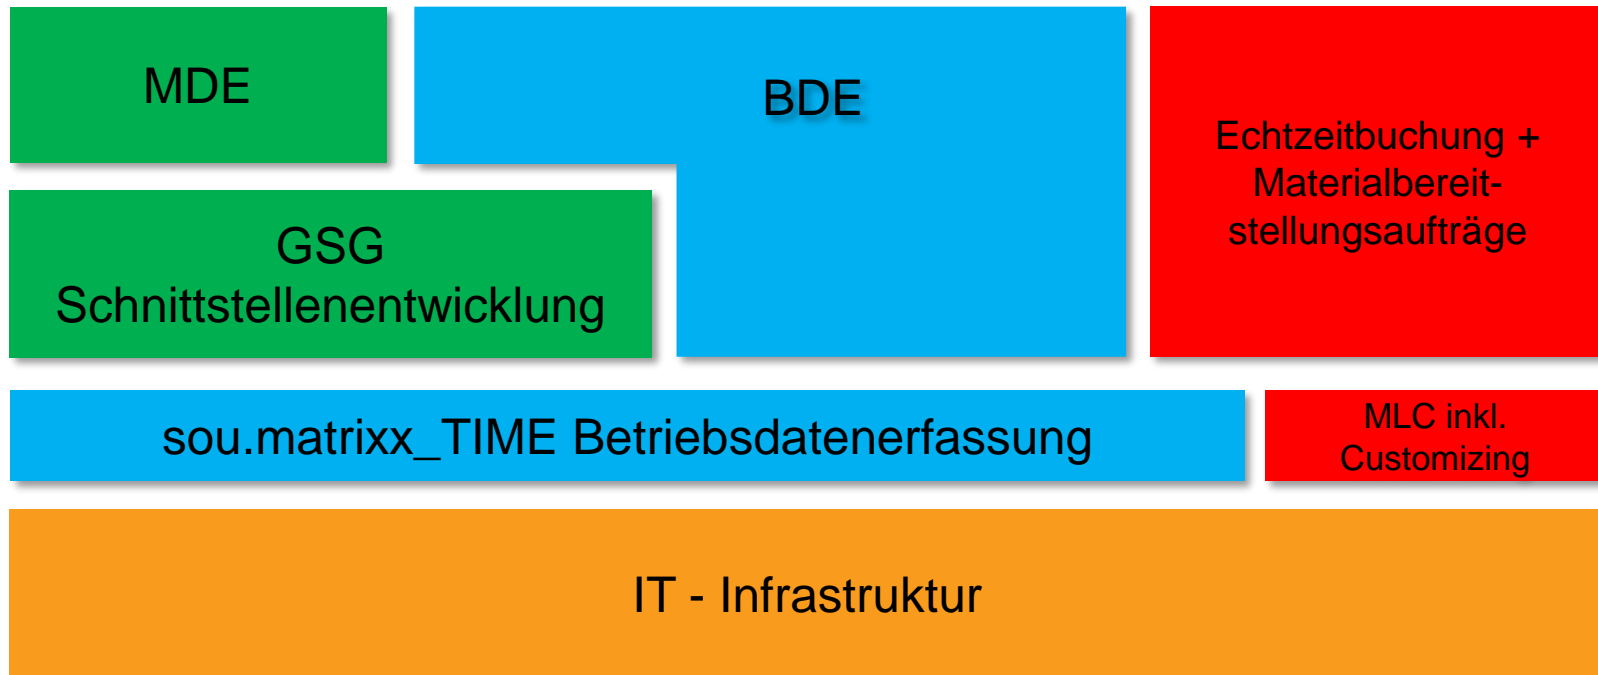 MDE
BDE
Echtzeitbuchung +
Materialbereit-
stellungsaufträge
GSG
Schnittstellenentwicklung
sou.matrixx_TIME Betriebsdatenerfassung
MLC inkl.
Customizing
IT - Infrastruktur